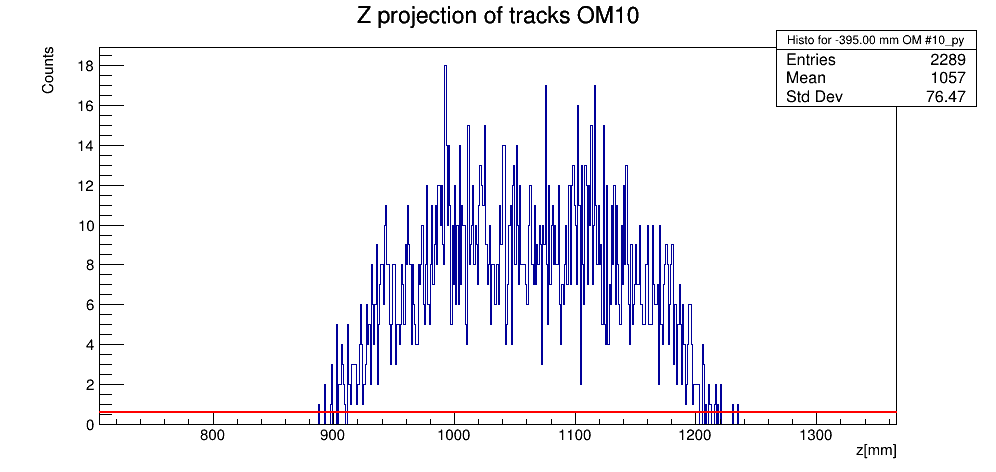 Z projection of tracks OM10
Histo for -395.00 mm OM #10_py
Entries 2289
Mean 1057
Std Dev 76.47
Counts
18
16
14
12
10
8
6
4
2
0
800 900 1000 1100 1200 1300
z[mm]